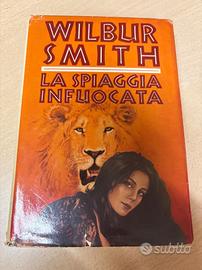 WILBUR
SMITH
LA SPIAGGIA
INFUOCATA
subito